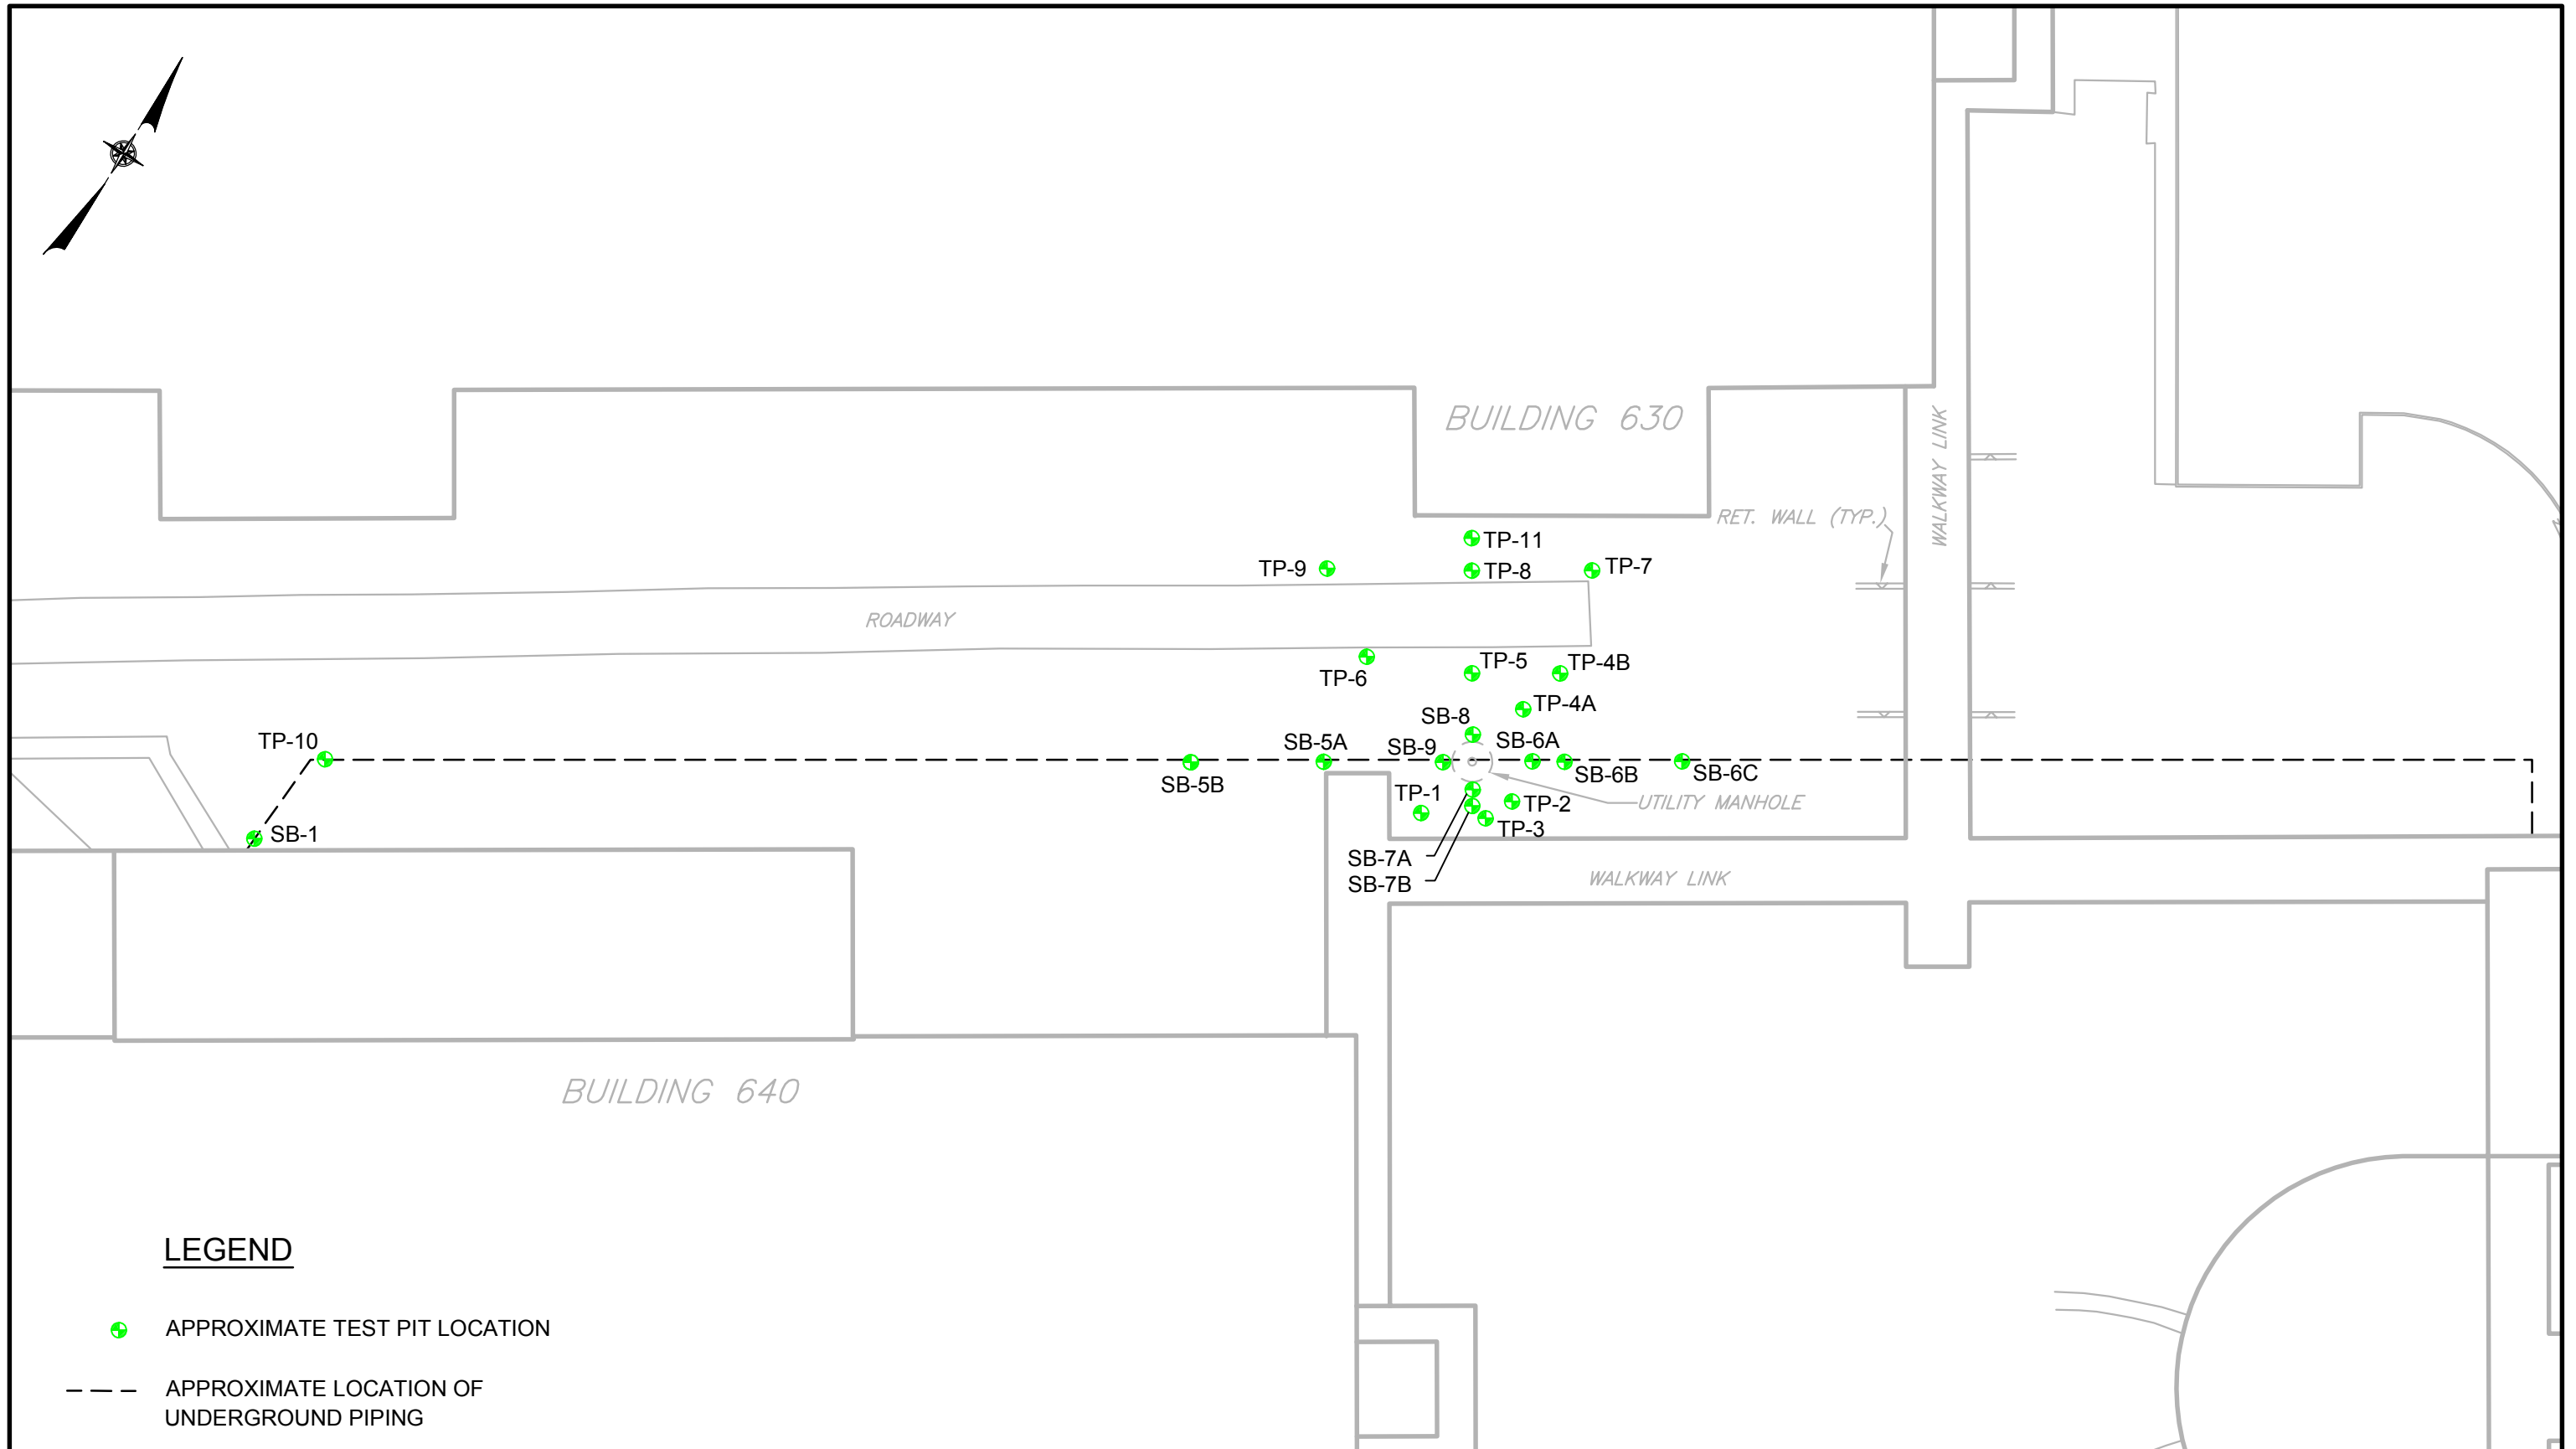 BUILDING 630
WALKWAY LINK
RET. WALL (TYP.)
TP-11
TP-9
TP-8
TP-7
ROADWAY
TP-5
TP-4B
TP-6
TP-4A
SB-8
TP-10
SB-5A
SB-9
SB-6A
SB-5B
SB-6B
SB-6C
TP-1
TP-2
UTILITY MANHOLE
SB-1
TP-3
SB-7A
SB-7B
WALKWAY LINK
BUILDING 640
LEGEND
APPROXIMATE TEST PIT LOCATION
APPROXIMATE LOCATION OF
UNDERGROUND PIPING